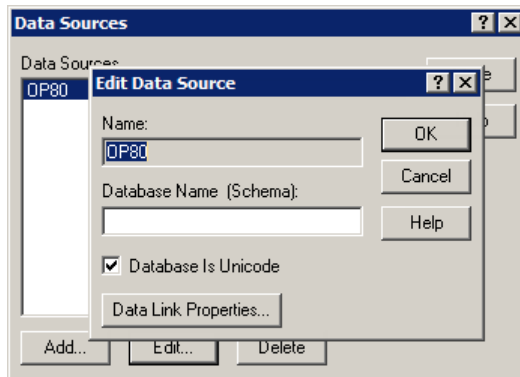 Data Sources
Data Sources
OP80
Edit Data Source
Name:
OP80
OK
Database Name (Schema):
Cancel
Help
Database Is Unicode
Data Link Properties...
Add...
Edit...
Delete